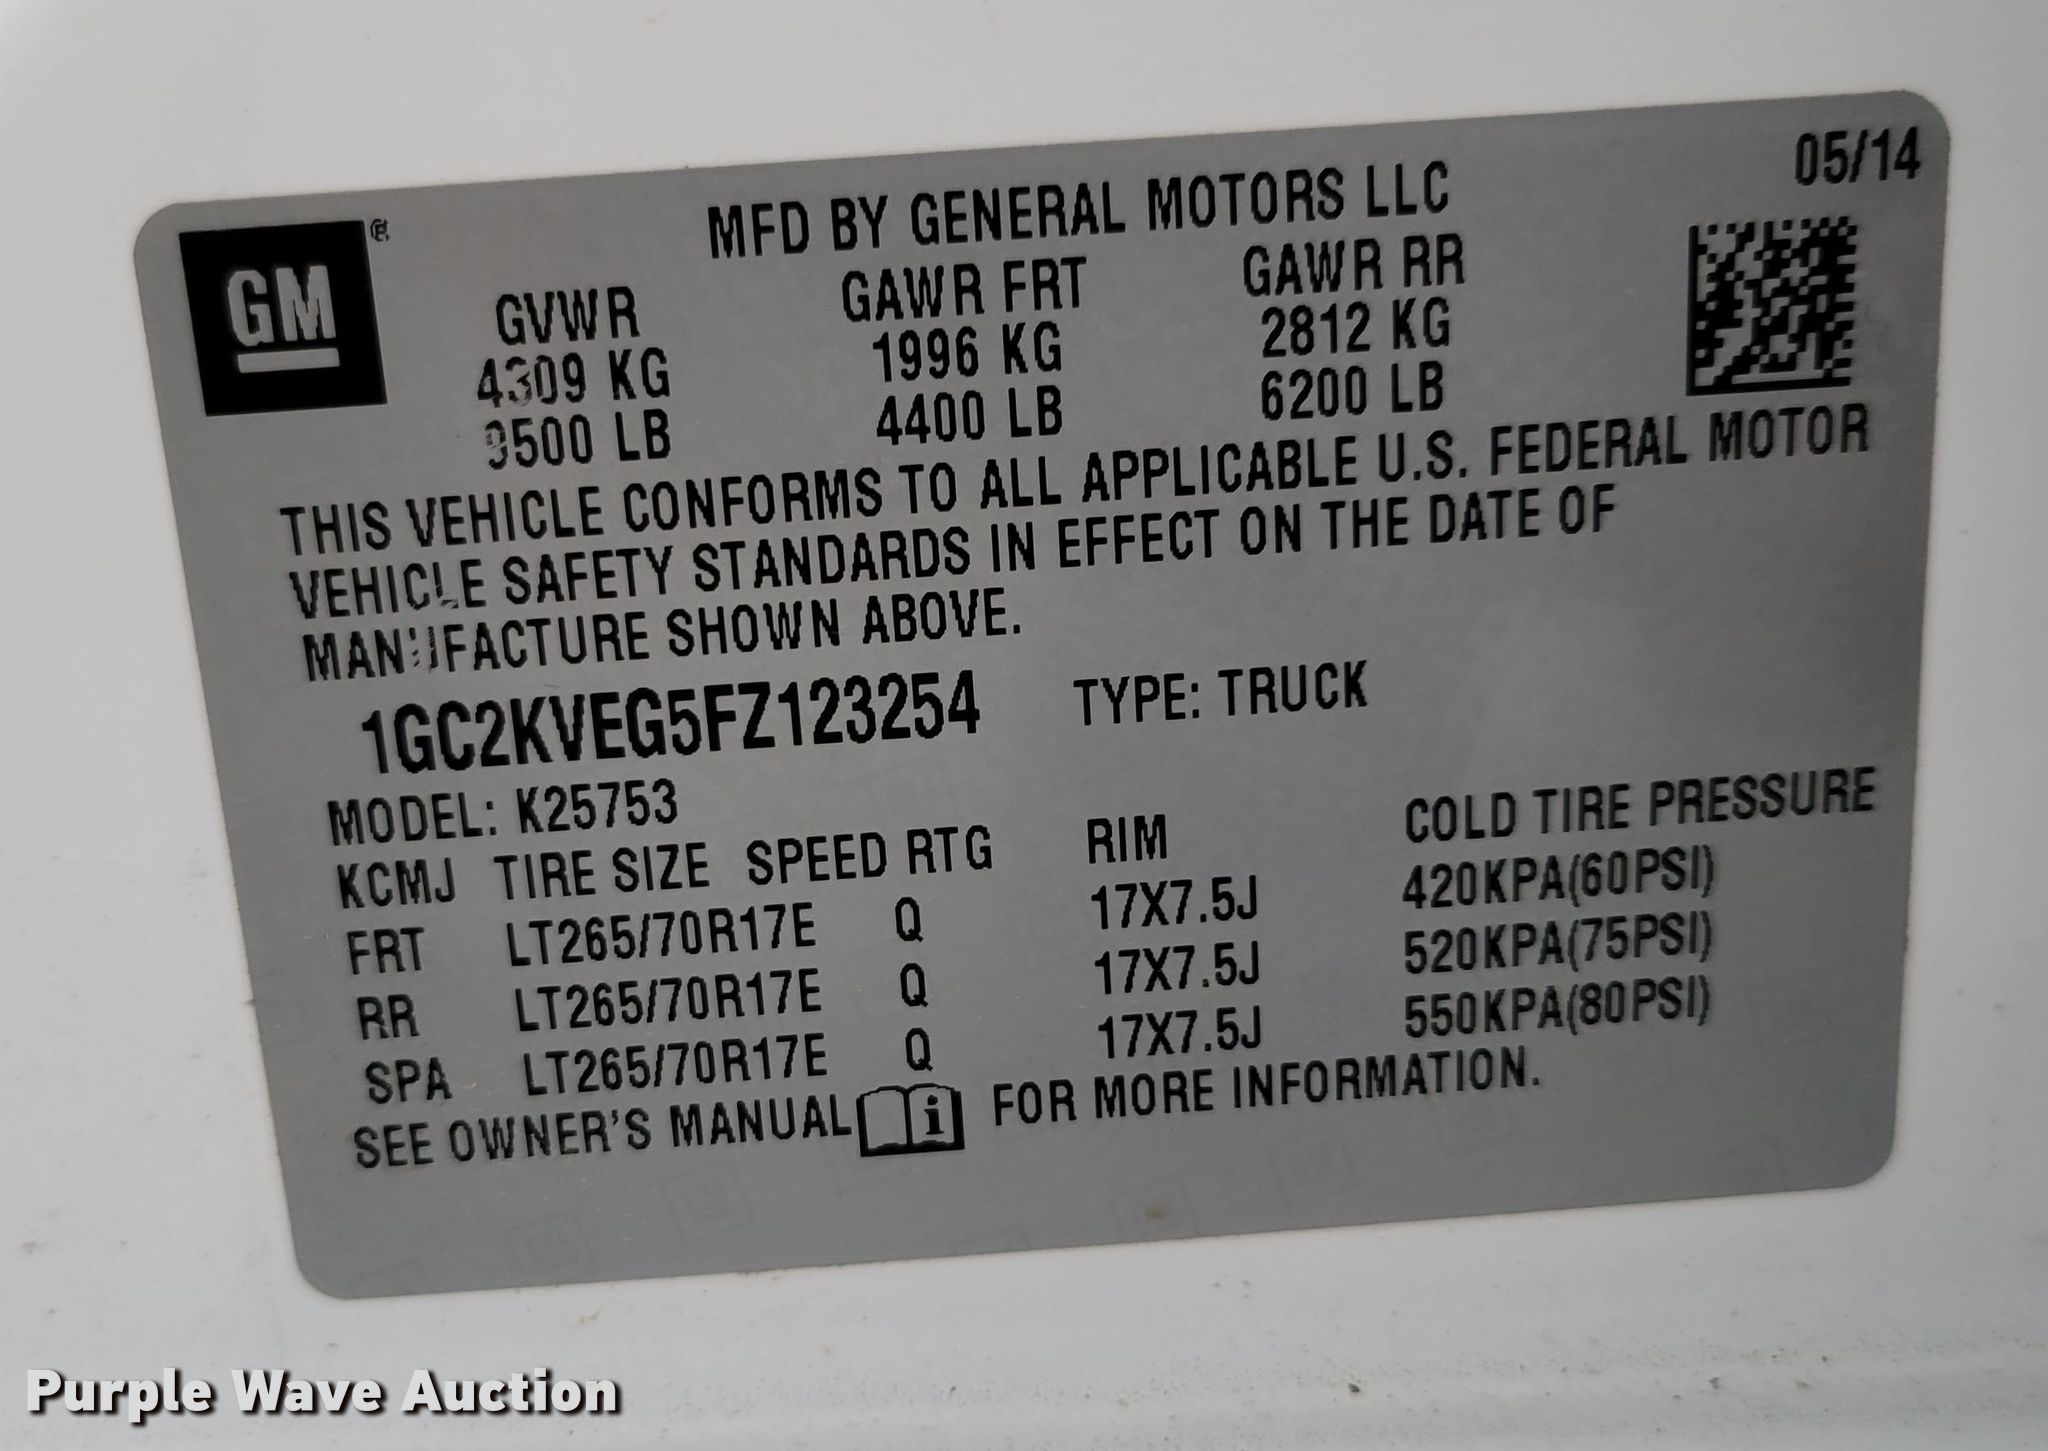 05/14
GM ®
MFD BY GENERAL MOTORS LLC
GVWR GAWR FRT GAWR RR
4309 KG 1996 KG 2812 KG
9500 LB 4400 LB 6200 LB
THIS VEHICLE CONFORMS TO ALL APPLICABLE U.S. FEDERAL MOTOR
VEHICLE SAFETY STANDARDS IN EFFECT ON THE DATE OF
MANUFACTURE SHOWN ABOVE.
1GC2KVEG5FZ123254 TYPE: TRUCK
MODEL: K25753
KCMJ TIRE SIZE SPEED RTG RIM COLD TIRE PRESSURE
FRT LT265/70R17E Q 17X7.5J 420KPA(60PSI)
RR LT265/70R17E Q 17X7.5J 520KPA(75PSI)
SPA LT265/70R17E Q 17X7.5J 550KPA(80PSI)
SEE OWNER'S MANUAL i FOR MORE INFORMATION.
Purple Wave Auction